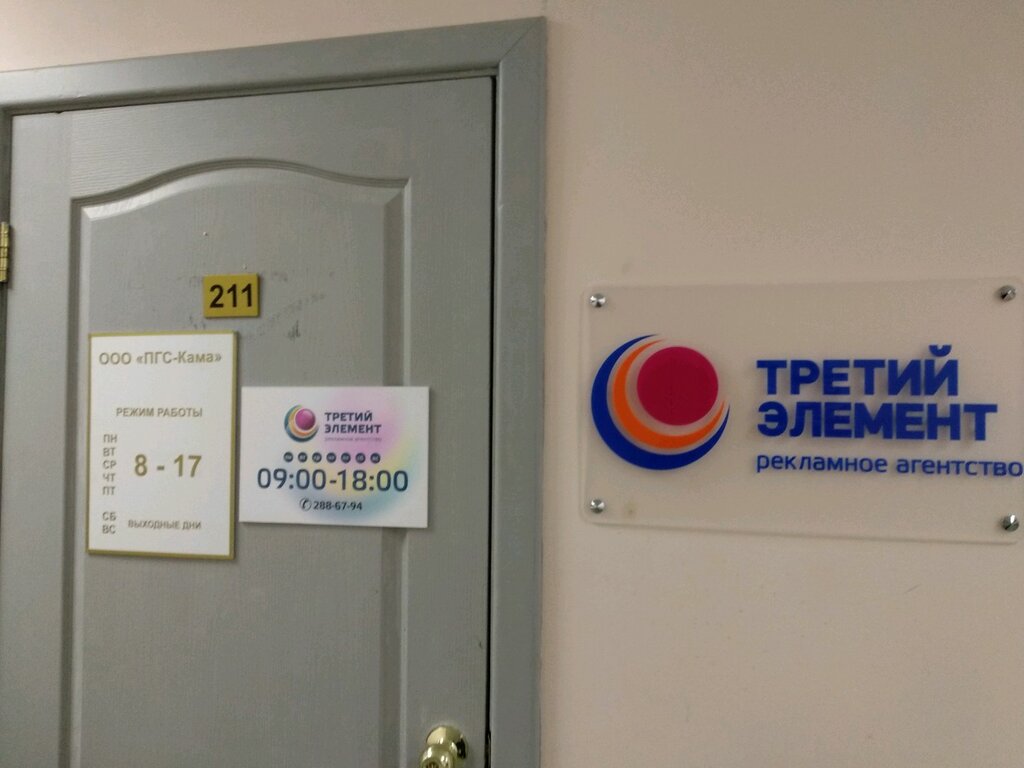 211
ООО «ПГС-Кама»
РЕЖИМ РАБОТЫ
ПН
ВТ
СР
ЧТ
ПТ
8 - 17
СБ
ВС
ВЫХОДНЫЕ ДНИ
ТРЕТИЙ
ЭЛЕМЕНТ
рекламное агентство
09:00-18:00
288-67-94
ТРЕТИЙ
ЭЛЕМЕНТ
рекламное агентство